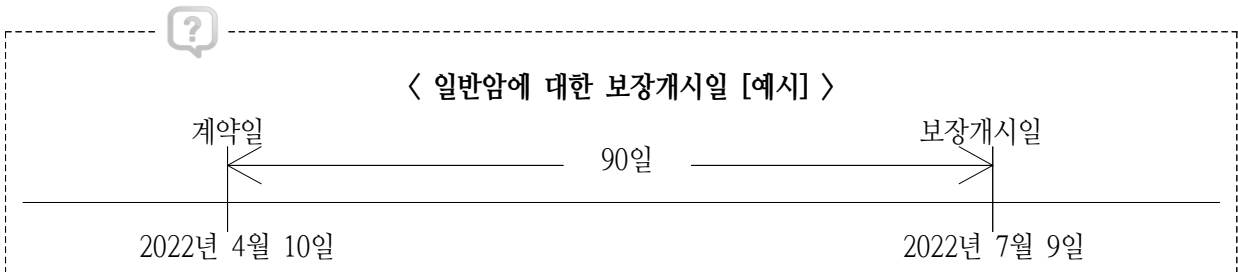 ?
〈 일반암에 대한 보장개시일 [예시] 〉
계약일 보장개시일
90일
2022년 4월 10일 2022년 7월 9일